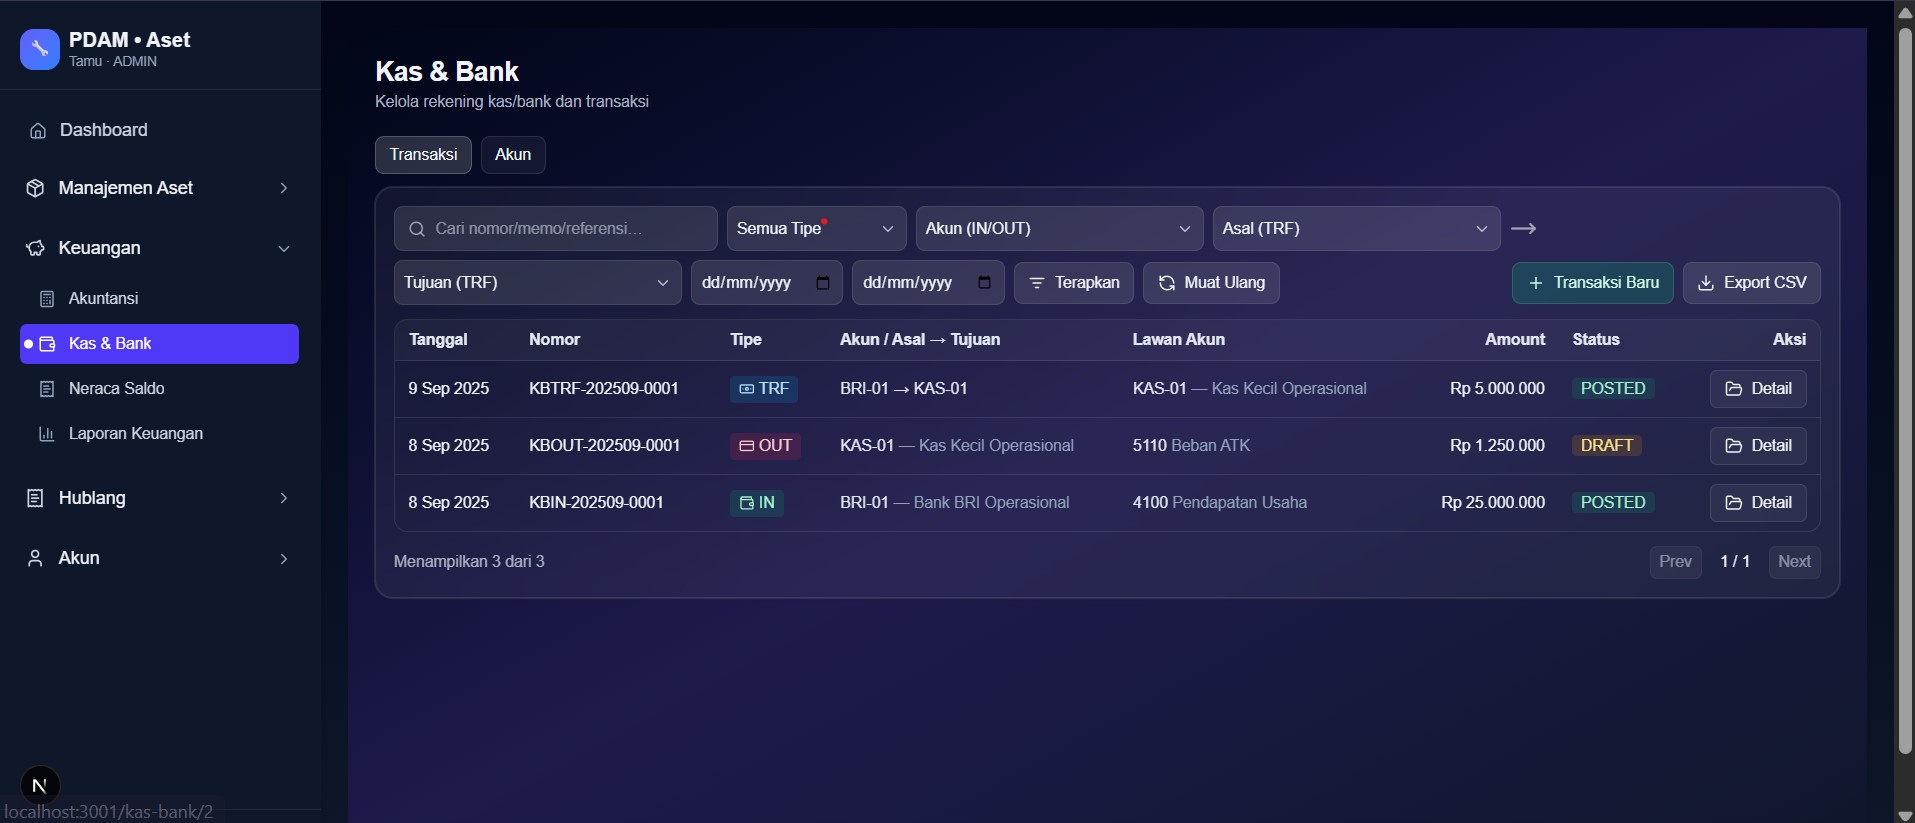 PDAM • Aset
Tamu · ADMIN
Dashboard
Manajemen Aset
Keuangan
Akuntansi
Kas & Bank
Neraca Saldo
Laporan Keuangan
Hublang
Akun
N
localhost:3001/kas-bank/2
Kas & Bank
Kelola rekening kas/bank dan transaksi
Transaksi Akun
Cari nomor/memo/referensi… Semua Tipe Akun (IN/OUT) Asal (TRF) →
Tujuan (TRF) dd/mm/yyyy dd/mm/yyyy Terapkan Muat Ulang + Transaksi Baru Export CSV
Tanggal Nomor Tipe Akun / Asal → Tujuan Lawan Akun Amount Status Aksi
9 Sep 2025 KBTRF-202509-0001 TRF BRI-01 → KAS-01 KAS-01 — Kas Kecil Operasional Rp 5.000.000 POSTED Detail
8 Sep 2025 KBOUT-202509-0001 OUT KAS-01 — Kas Kecil Operasional 5110 Beban ATK Rp 1.250.000 DRAFT Detail
8 Sep 2025 KBIN-202509-0001 IN BRI-01 — Bank BRI Operasional 4100 Pendapatan Usaha Rp 25.000.000 POSTED Detail
Menampilkan 3 dari 3 Prev 1 / 1 Next